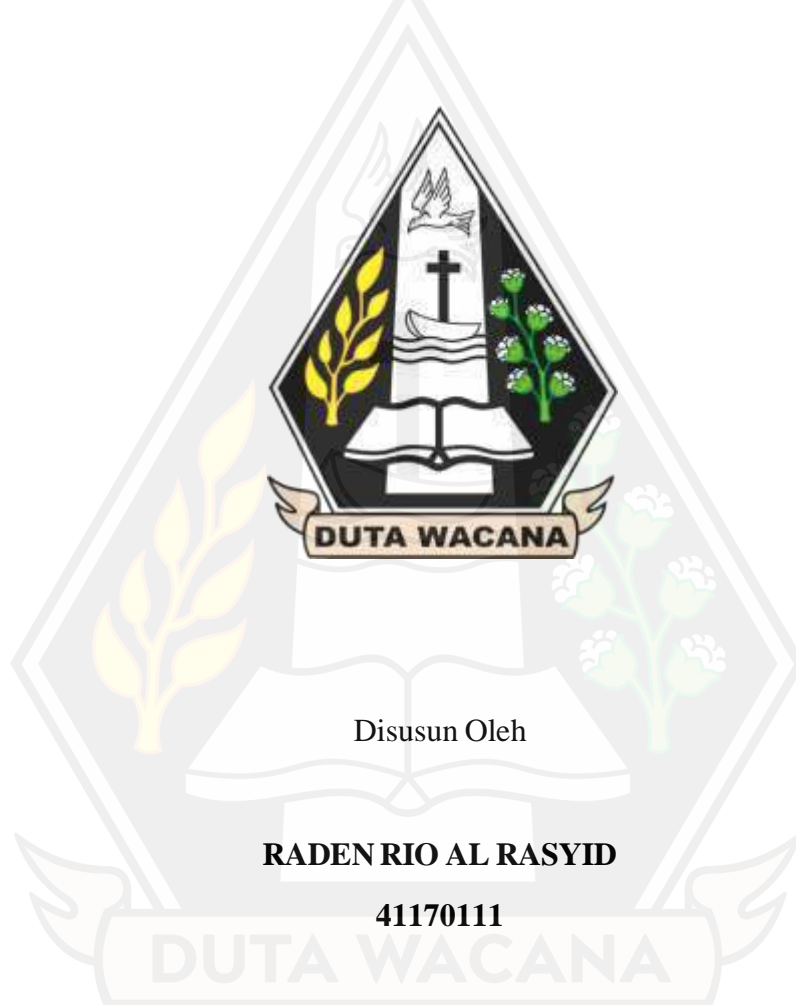 DUTA WACANA
Disusun Oleh
RADEN RIO AL RASYID
41170111
DUTA WACANA